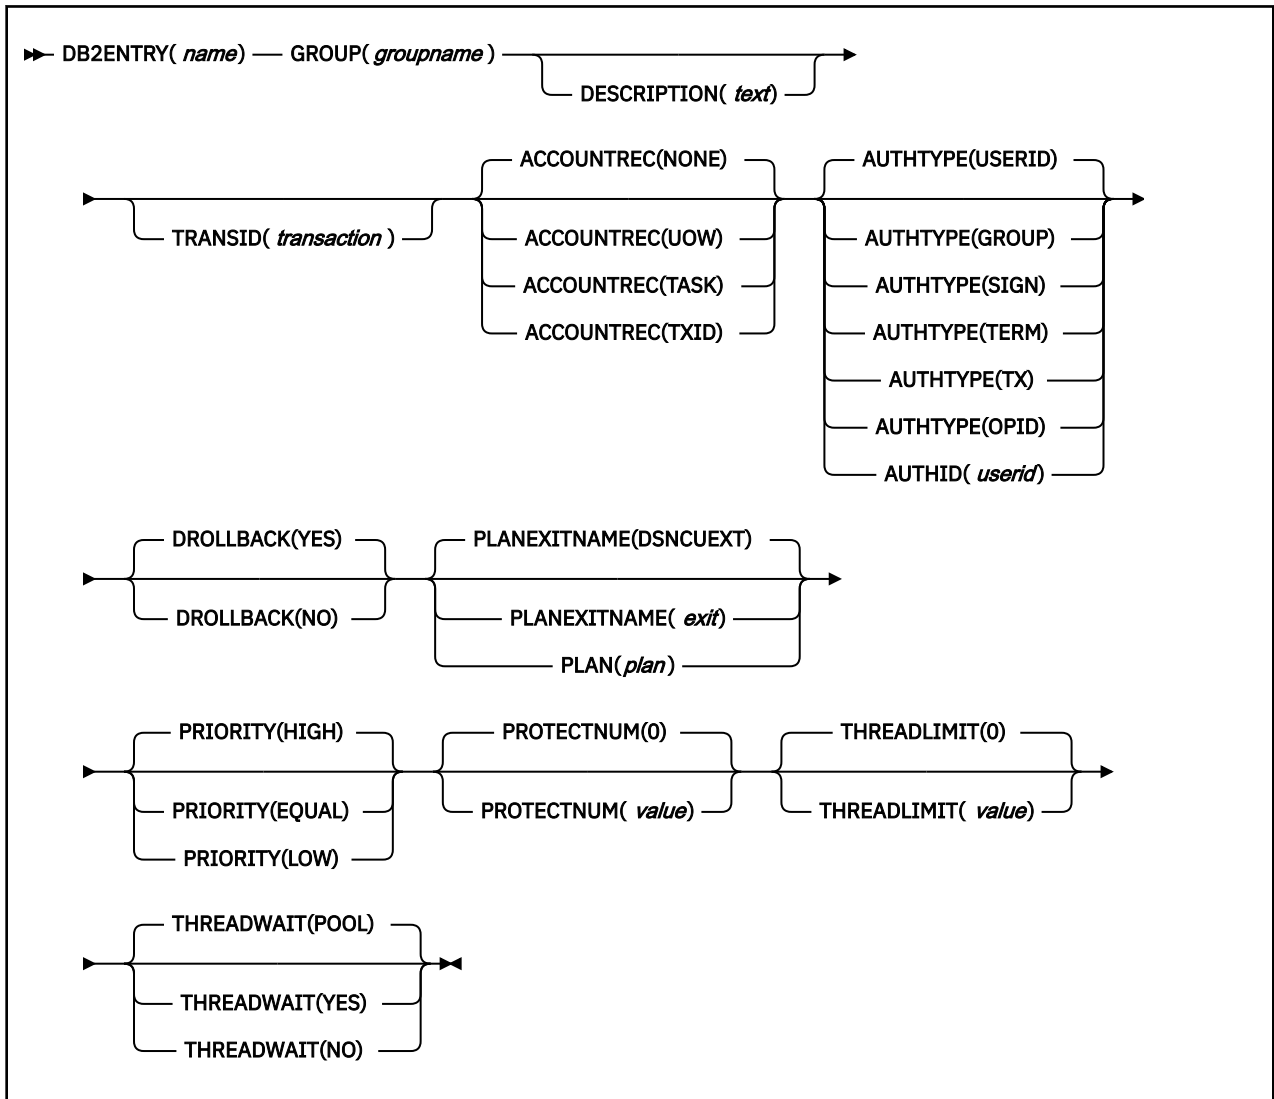 DB2ENTRY( name) GROUP( groupname )
DESCRIPTION( text)
ACCOUNTREC(NONE) AUTHTYPE(USERID)
TRANSID( transaction ) ACCOUNTREC(UOW) AUTHTYPE(GROUP)
ACCOUNTREC(TASK) AUTHTYPE(SIGN)
ACCOUNTREC(TXID) AUTHTYPE(TERM)
AUTHTYPE(TX)
AUTHTYPE(OPID)
AUTHID( userid)
DROLLBACK(YES) PLANEXITNAME(DSNCUEXT)
DROLLBACK(NO) PLANEXITNAME( exit)
PLAN(plan)
PRIORITY(HIGH) PROTECTNUM(0) THREADLIMIT(0)
PRIORITY(EQUAL) PROTECTNUM( value) THREADLIMIT( value)
PRIORITY(LOW)
THREADWAIT(POOL)
THREADWAIT(YES)
THREADWAIT(NO)